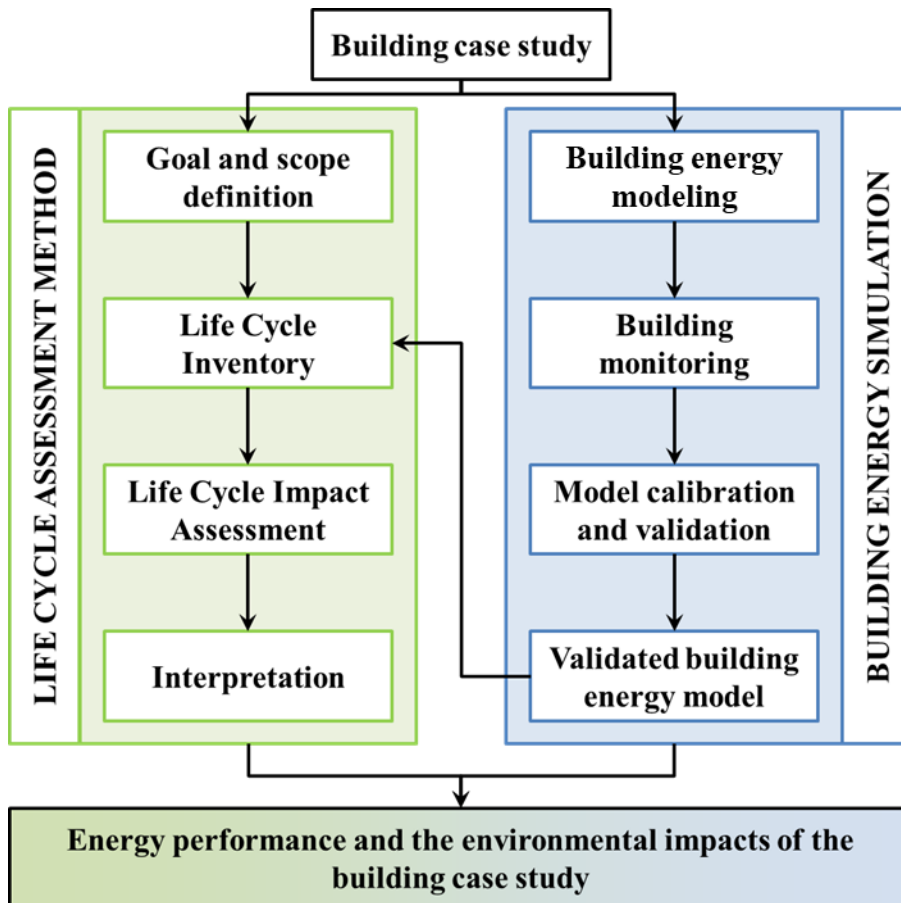 Building case study
LIFE CYCLE ASSESSMENT METHOD
Goal and scope
definition
Life Cycle
Inventory
Life Cycle Impact
Assessment
Interpretation
Building energy
modeling
Building
monitoring
Model calibration
and validation
Validated building
energy model
BUILDING ENERGY SIMULATION
Energy performance and the environmental impacts of the
building case study